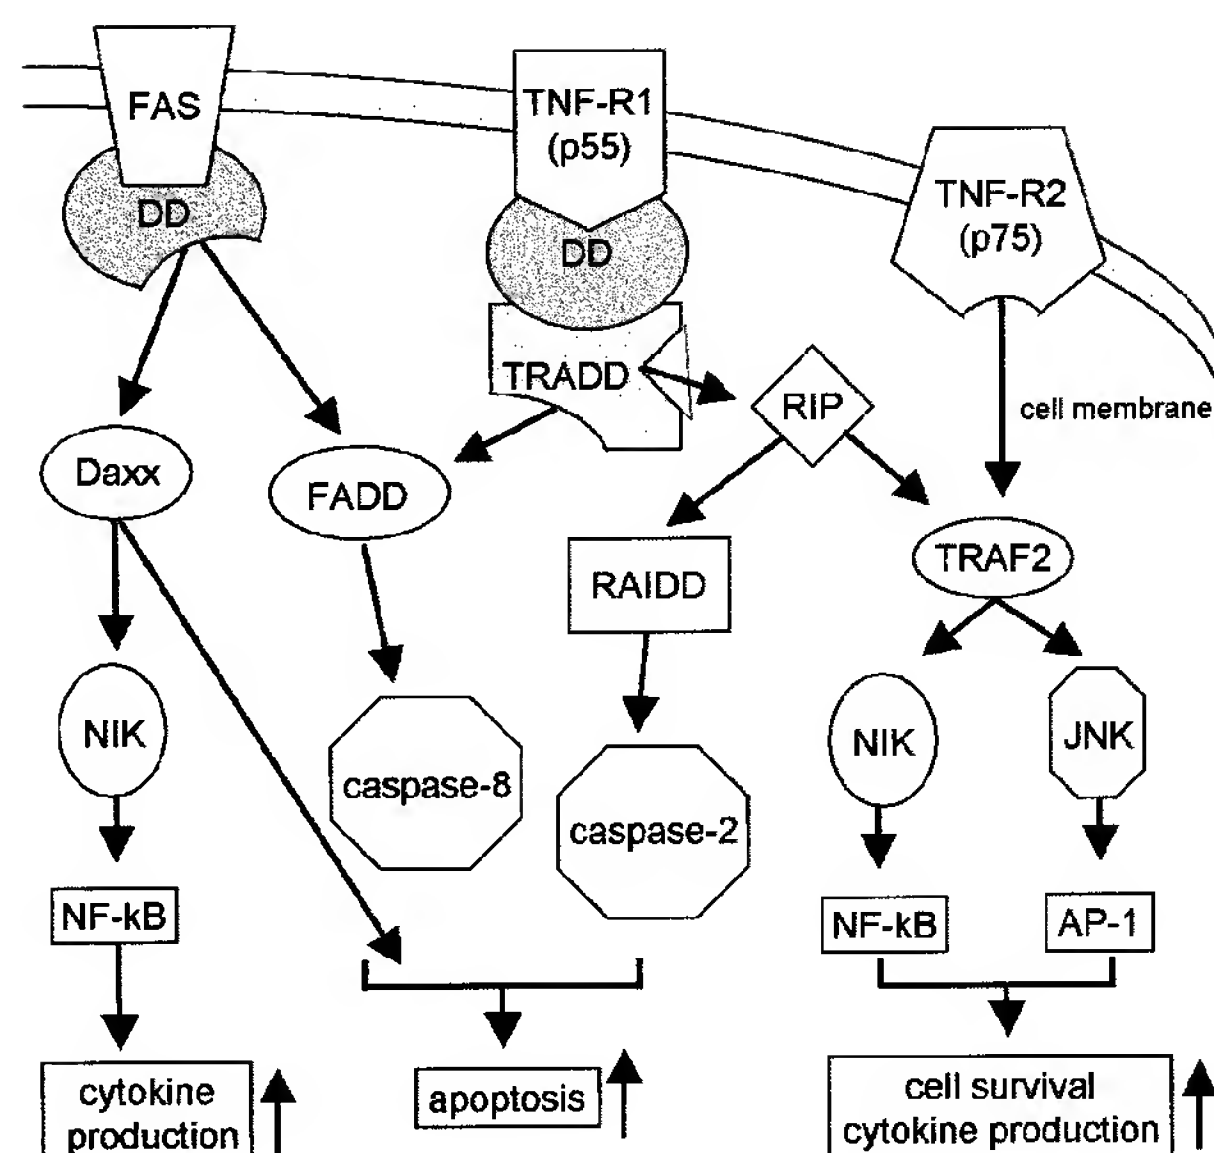 FAS
TNF-R1
(p55)
TNF-R2
(p75)
DD
DD
TRADD
RIP
cell membrane
Daxx
FADD
RAIDD
TRAF2
NIK
caspase-8
caspase-2
NIK
JNK
NF-kB
NF-kB
AP-1
cytokine
production
apoptosis
cell survival
cytokine production